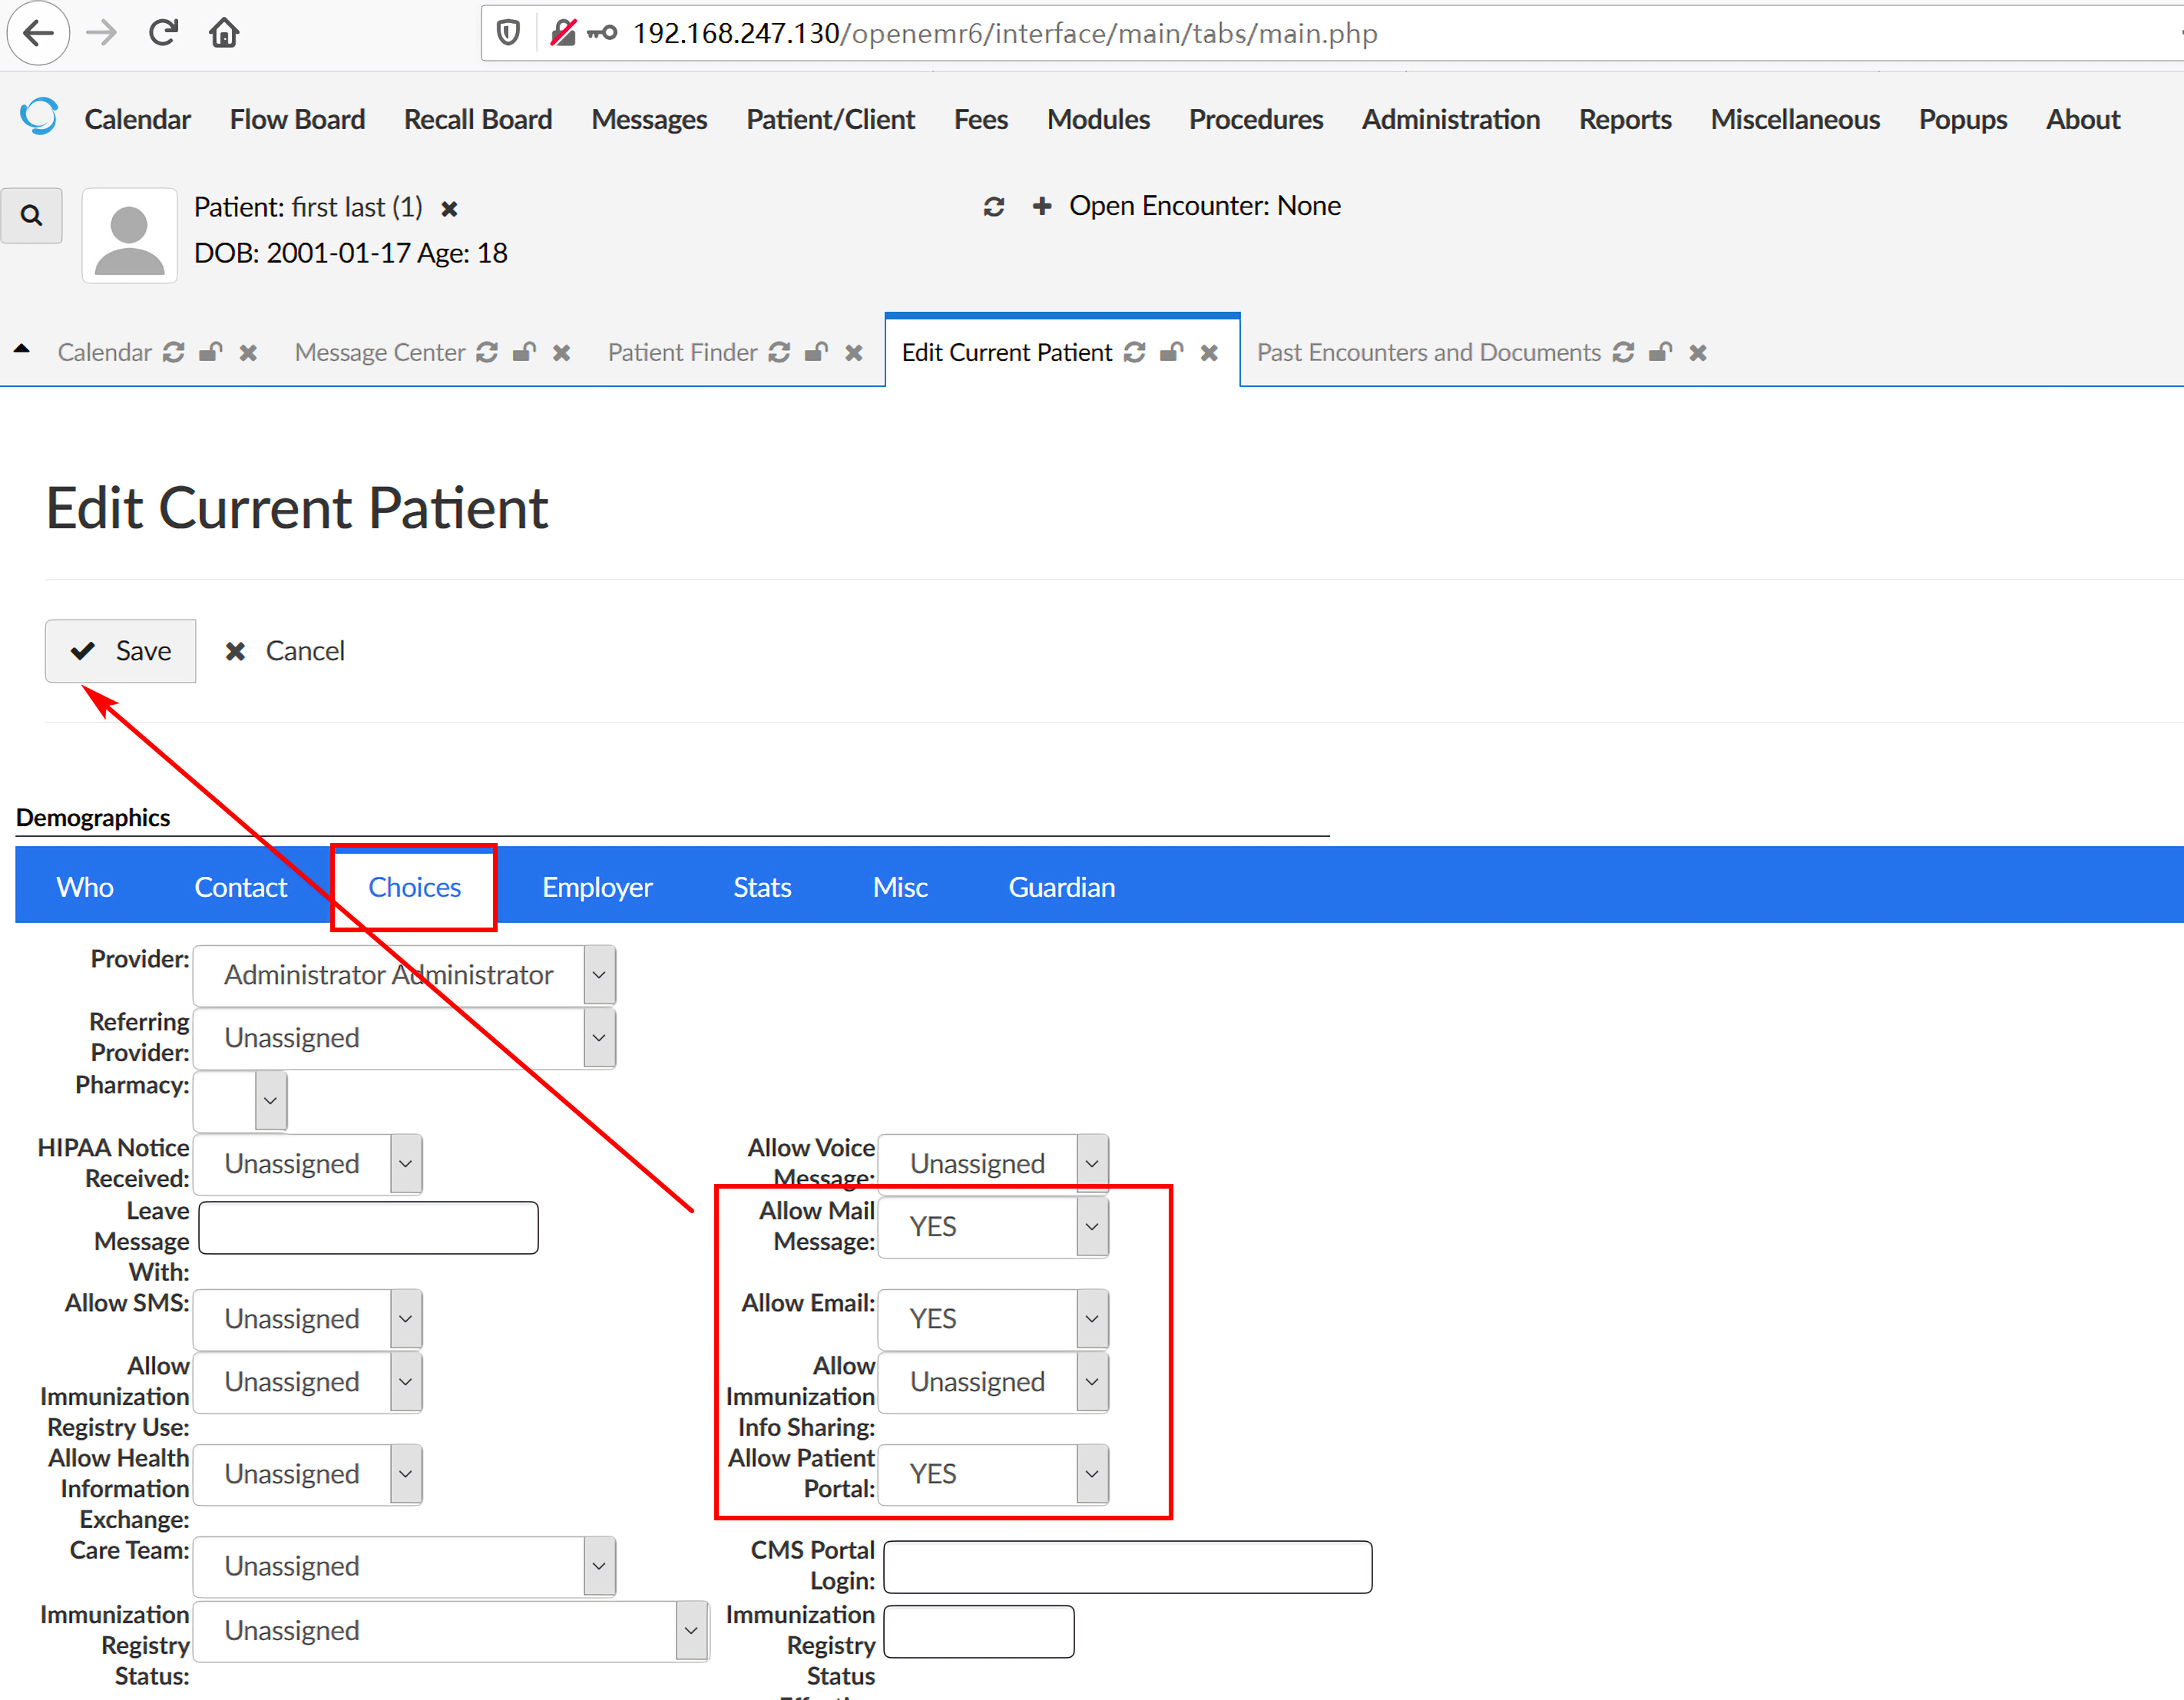 192.168.247.130/openemr6/interface/main/tabs/main.php
Calendar Flow Board Recall Board Messages Patient/Client Fees Modules Procedures Administration Reports Miscellaneous Popups About
Patient: first last (1)
Open Encounter: None
DOB: 2001-01-17 Age: 18
Calendar Message Center Patient Finder Edit Current Patient Past Encounters and Documents
Edit Current Patient
Save Cancel
Demographics
Who Contact Choices Employer Stats Misc Guardian
Provider: Administrator Administrator
Referring Provider: Unassigned
Pharmacy:
HIPAA Notice Received: Unassigned
Allow Voice Message: Unassigned
Leave Message With:
Allow Mail Message: YES
Allow SMS: Unassigned
Allow Email: YES
Allow Immunization Registry Use: Unassigned
Allow Immunization Info Sharing: Unassigned
Allow Health Information Exchange: Unassigned
Allow Patient Portal: YES
Care Team: Unassigned
CMS Portal Login:
Immunization Registry Status: Unassigned
Immunization Registry Status